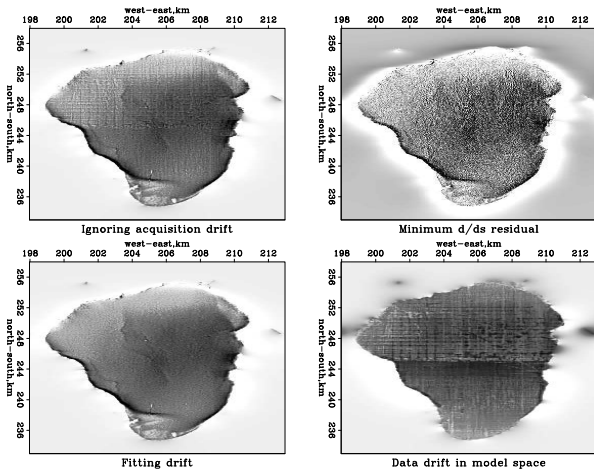 west-east,km
198 200 202 204 206 208 210 212
north-south,km
256 252 248 244 240 236
Ignoring acquisition drift
west-east,km
198 200 202 204 206 208 210 212
north-south,km
256 252 248 244 240 236
Minimum d/ds residual
west-east,km
198 200 202 204 206 208 210 212
north-south,km
256 252 248 244 240 236
Fitting drift
west-east,km
198 200 202 204 206 208 210 212
north-south,km
256 252 248 244 240 236
Data drift in model space